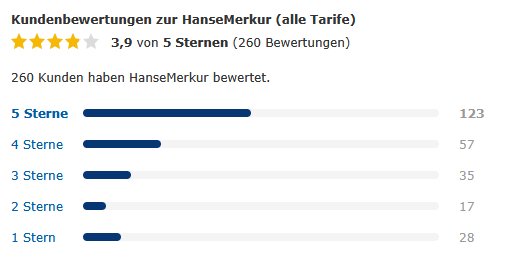 Kundenbewertungen zur HanseMerkur (alle Tarife)
3,9 von 5 Sternen (260 Bewertungen)
260 Kunden haben HanseMerkur bewertet.
5 Sterne 123
4 Sterne 57
3 Sterne 35
2 Sterne 17
1 Stern 28